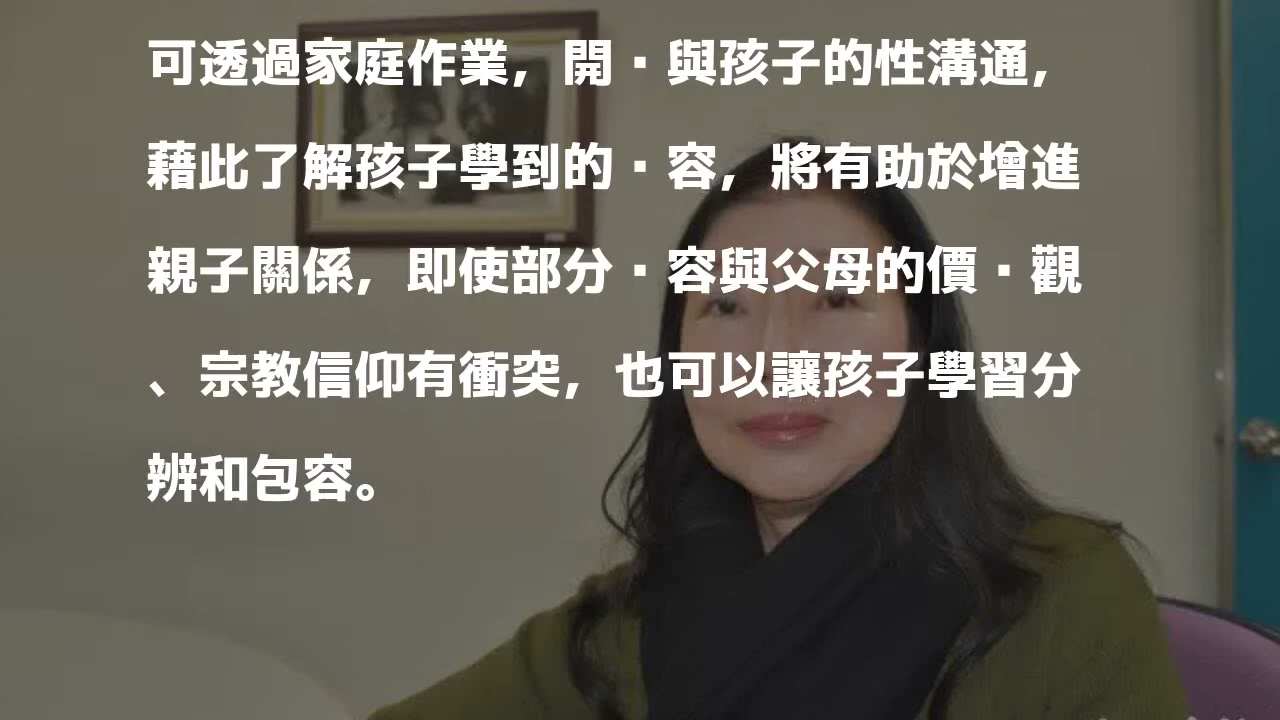 可透過家庭作業，開▪與孩子的性溝通，
藉此了解孩子學到的▪容，將有助於增進
親子關係，即使部分▪容與父母的價▪觀
、宗教信仰有衝突，也可以讓孩子學習分
辨和包容。